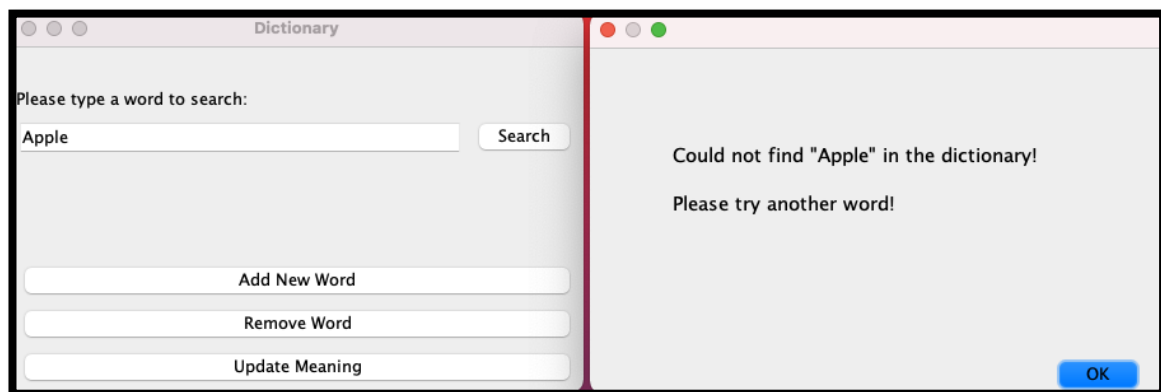 Dictionary
Please type a word to search:
Apple
Search
Add New Word
Remove Word
Update Meaning
Could not find "Apple" in the dictionary!
Please try another word!
OK